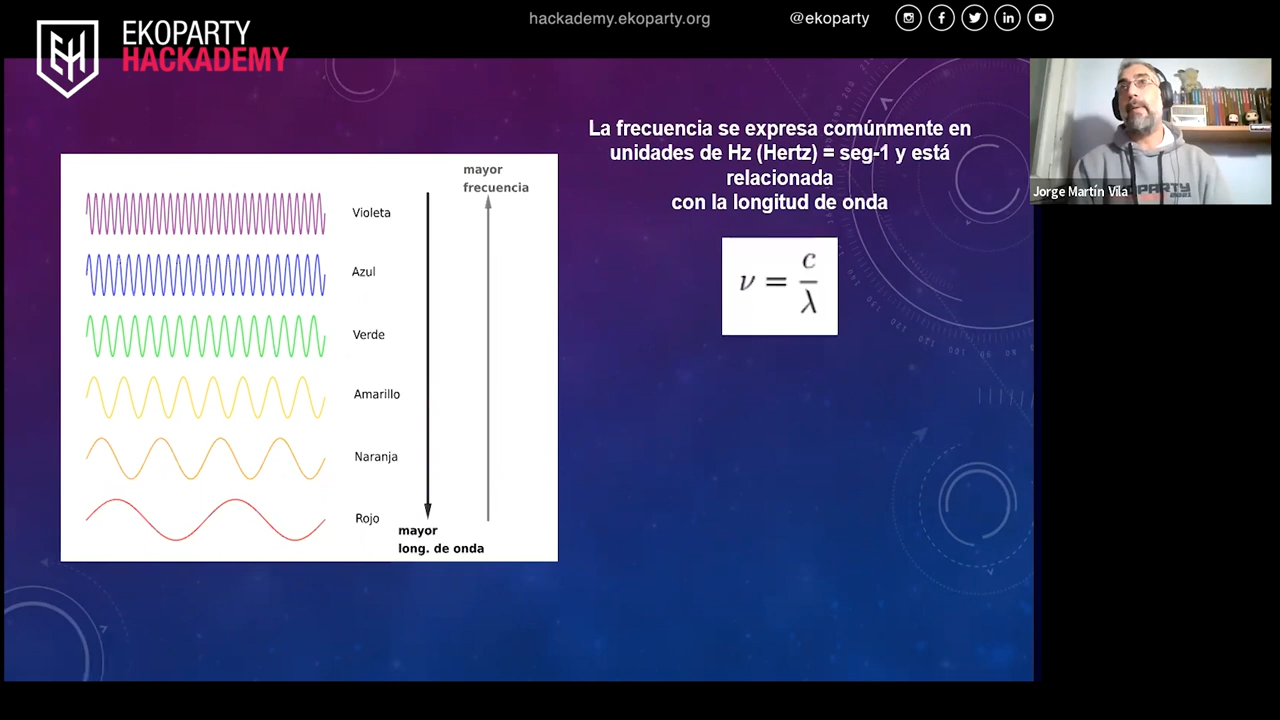 hackademy.ekoparty.org
@ekoparty
EKOPARTY
HACKADEMY
La frecuencia se expresa comúnmente en
unidades de Hz (Hertz) = seg-1 y está
relacionada
con la longitud de onda
ν = c/λ
mayor
frecuencia
Violeta
Azul
Verde
Amarillo
Naranja
Rojo
mayor
long. de onda
Jorge Martín Vila